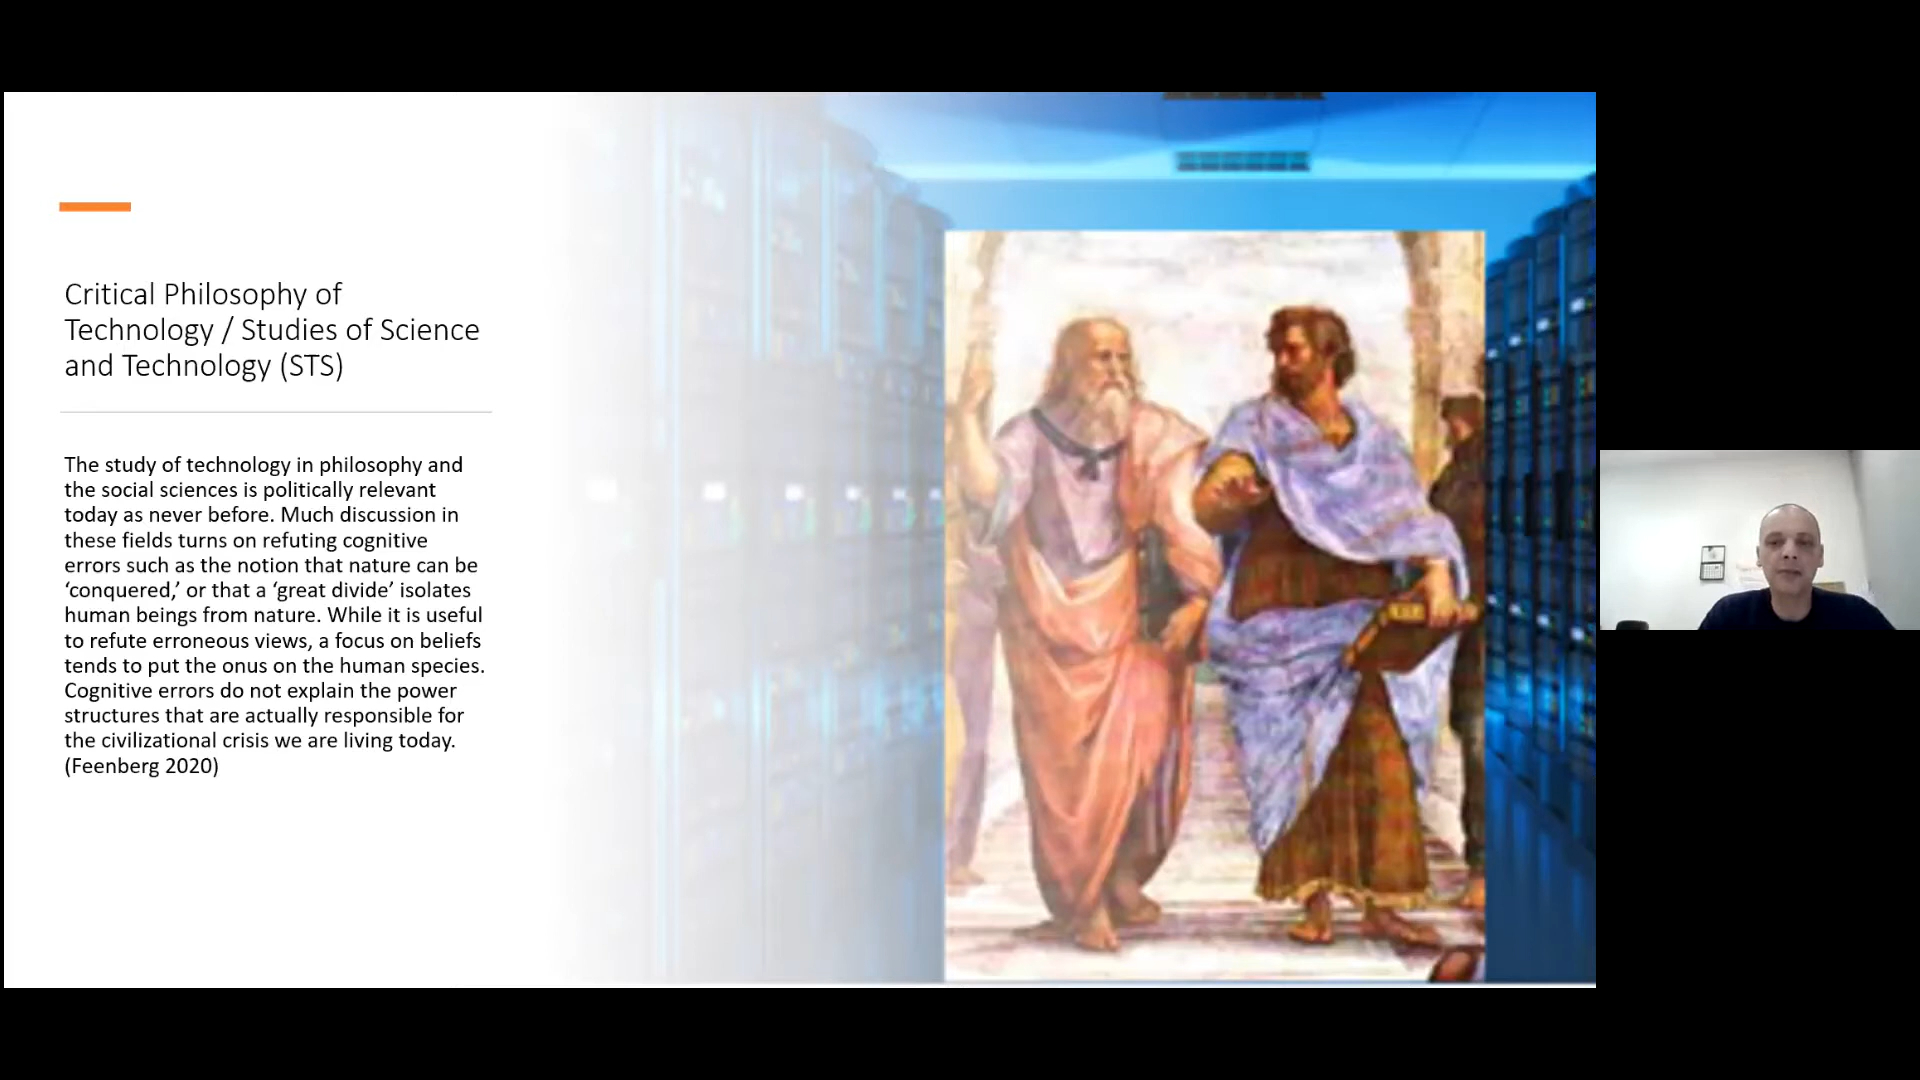 Critical Philosophy of
Technology / Studies of Science
and Technology (STS)
The study of technology in philosophy and
the social sciences is politically relevant
today as never before. Much discussion in
these fields turns on refuting cognitive
errors such as the notion that nature can be
‘conquered,’ or that a ‘great divide’ isolates
human beings from nature. While it is useful
to refute erroneous views, a focus on beliefs
tends to put the onus on the human species.
Cognitive errors do not explain the power
structures that are actually responsible for
the civilizational crisis we are living today.
(Feenberg 2020)